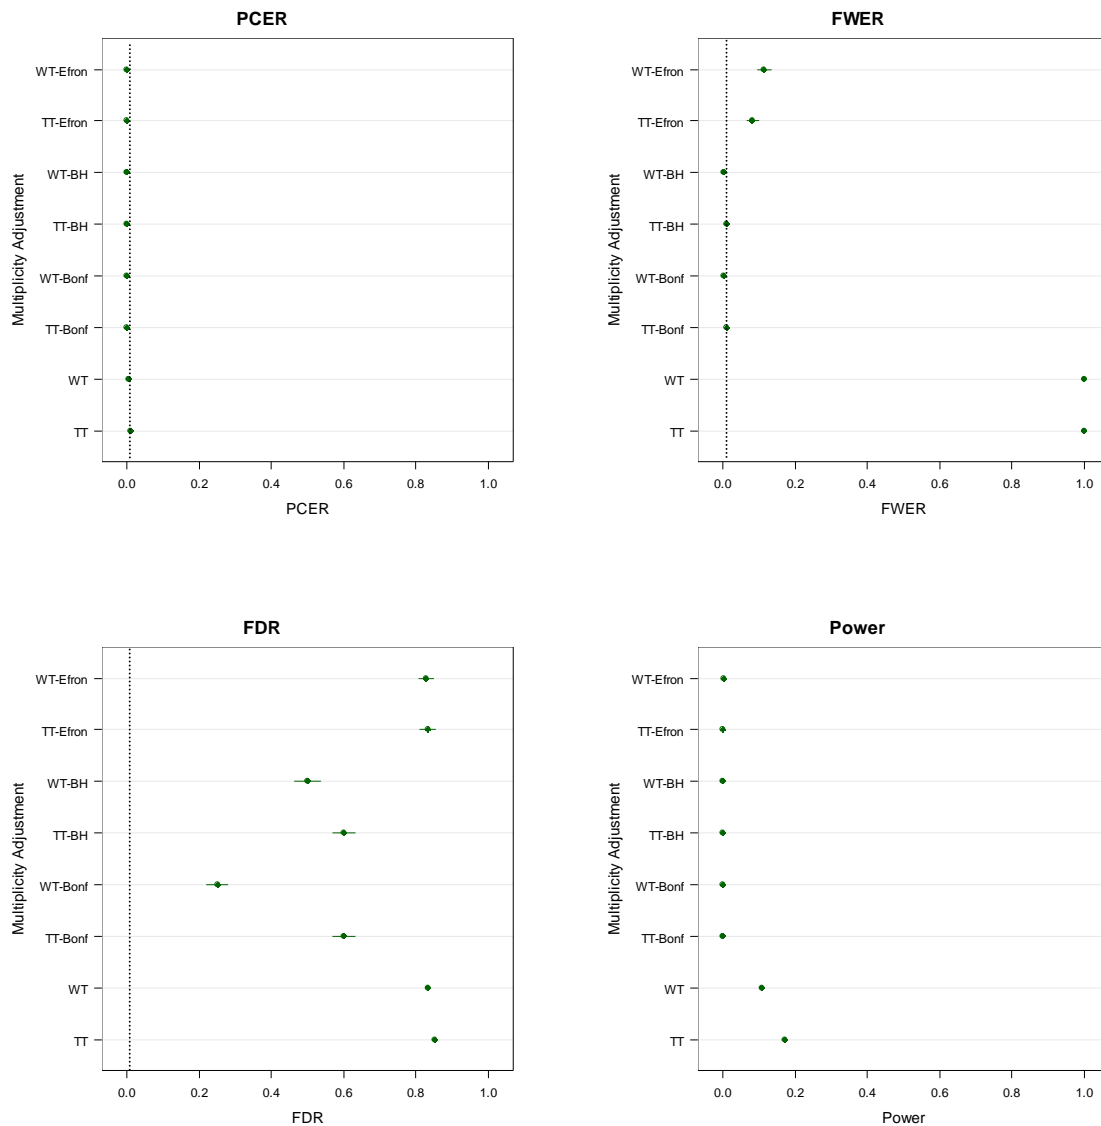 PCER
Multiplicity Adjustment
WT-Efron
TT-Efron
WT-BH
TT-BH
WT-Bonf
TT-Bonf
WT
TT
0.0 0.2 0.4 0.6 0.8 1.0
PCER
FWER
Multiplicity Adjustment
WT-Efron
TT-Efron
WT-BH
TT-BH
WT-Bonf
TT-Bonf
WT
TT
0.0 0.2 0.4 0.6 0.8 1.0
FWER
FDR
Multiplicity Adjustment
WT-Efron
TT-Efron
WT-BH
TT-BH
WT-Bonf
TT-Bonf
WT
TT
0.0 0.2 0.4 0.6 0.8 1.0
FDR
Power
Multiplicity Adjustment
WT-Efron
TT-Efron
WT-BH
TT-BH
WT-Bonf
TT-Bonf
WT
TT
0.0 0.2 0.4 0.6 0.8 1.0
Power